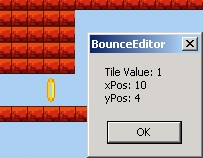 BounceEditor
Tile Value: 1
xPos: 10
yPos: 4
OK